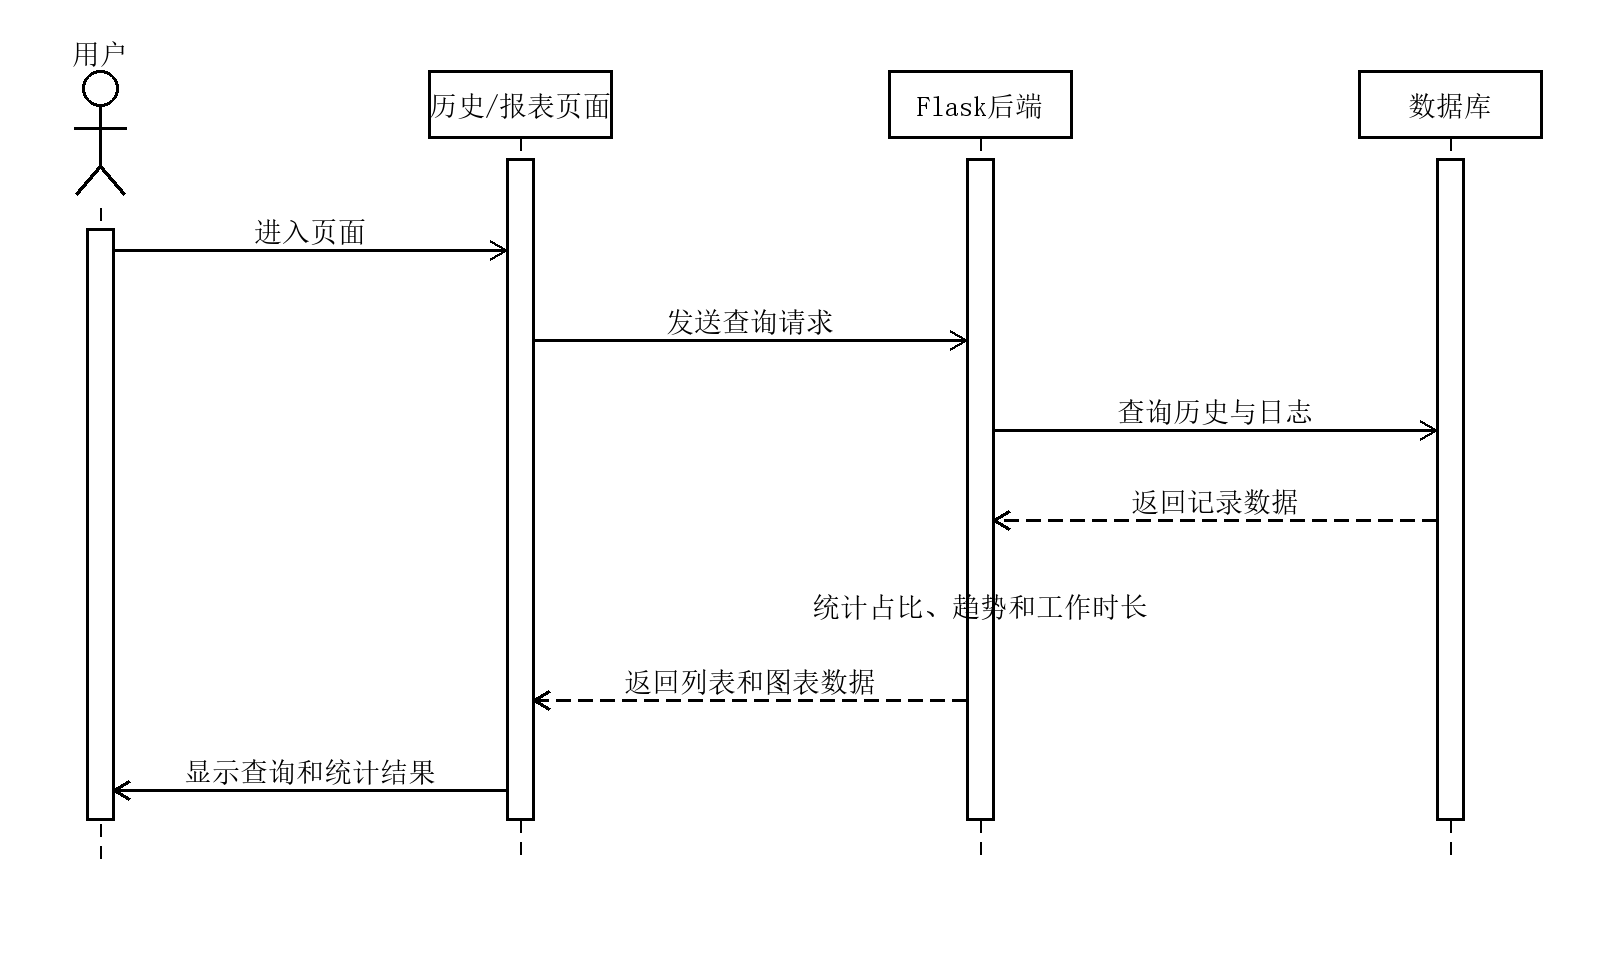 用户
历史/报表页面
Flask后端
数据库
进入页面
发送查询请求
查询历史与日志
返回记录数据
统计占比、趋势和工作时长
返回列表和图表数据
显示查询和统计结果